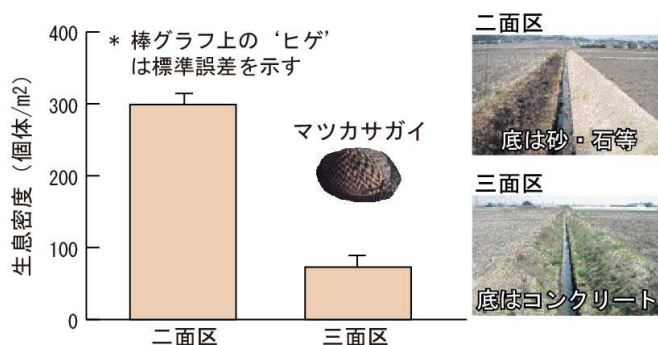 400
300
200
100
0
生息密度（個体/m2）
* 棒グラフ上の‘ヒゲ’
は標準誤差を示す
マツカサガイ
二面区
三面区
二面区
底は砂・石等
三面区
底はコンクリート